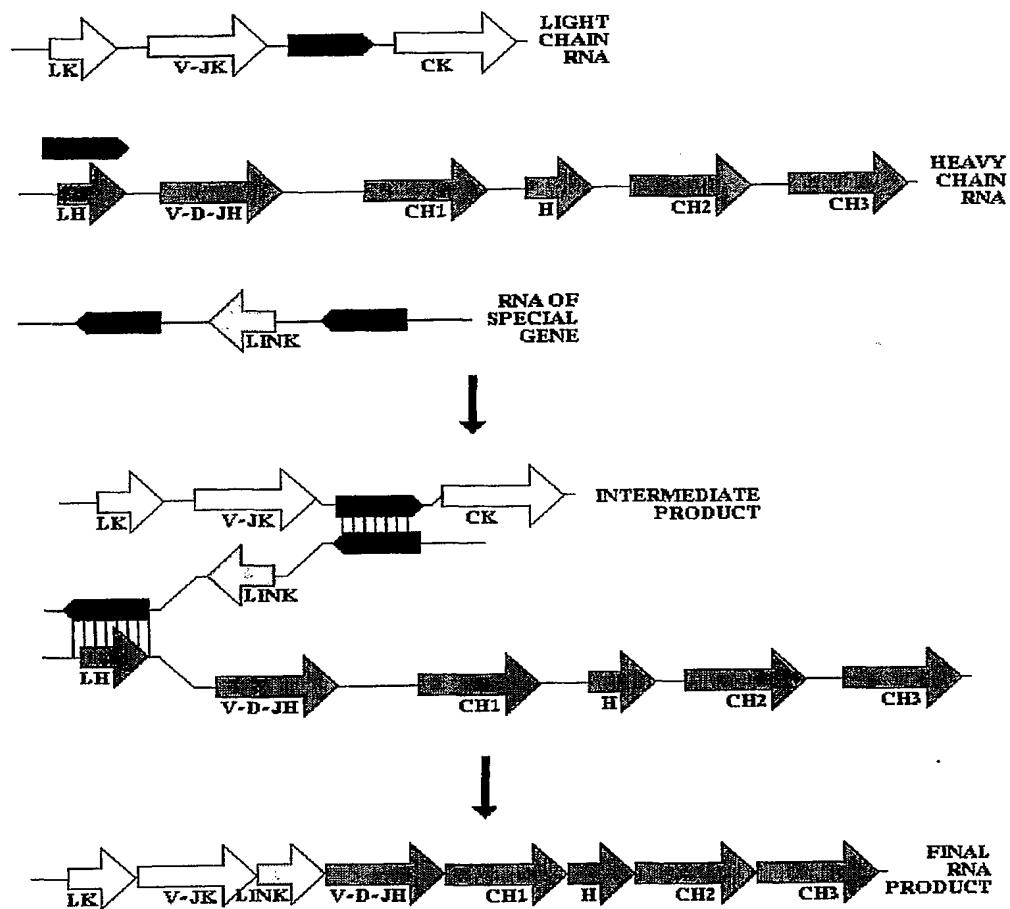 LIGHT
CHAIN
RNA
LK
V-JK
CK
HEAVY
CHAIN
RNA
LH
V-D-JH
CH1
H
CH2
CH3
RNA OF
SPECIAL
GENE
LINK
INTERMEDIATE
PRODUCT
LK
V-JK
CK
LINK
LH
V-D-JH
CH1
H
CH2
CH3
FINAL
RNA
PRODUCT
LK
V-JK
LINK
V-D-JH
CH1
H
CH2
CH3